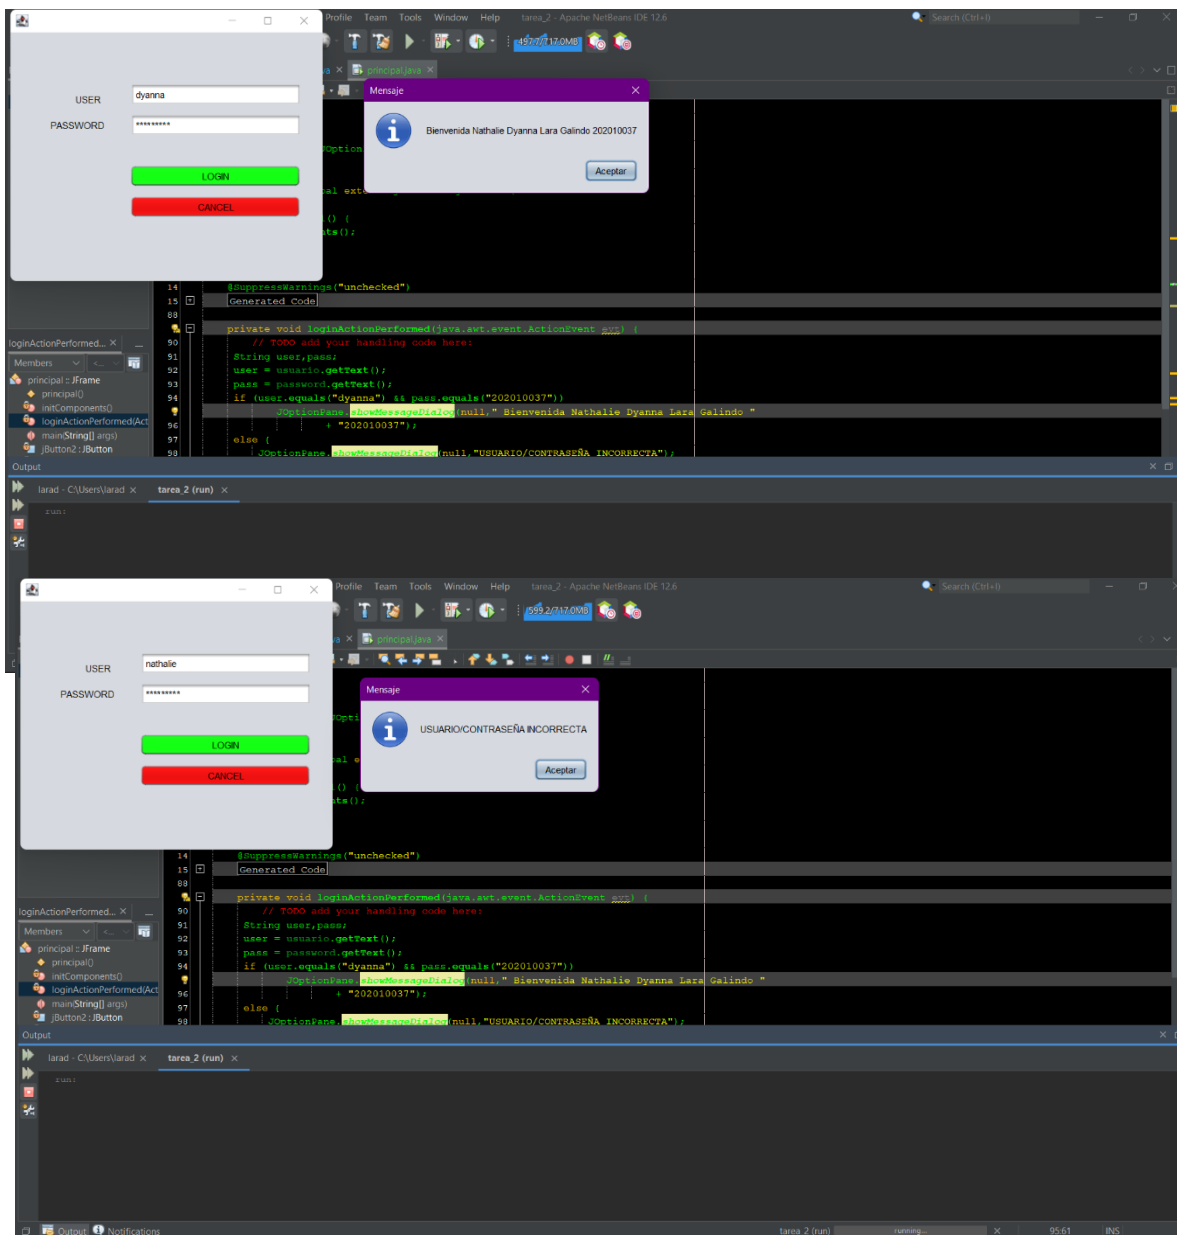 Profile Team Tools Window Help tarea_2 - Apache NetBeans IDE 12.6 Search (Ctrl+I)
497.7/717.0MB
principal.java
USER dyanna
PASSWORD *********
LOGIN
CANCEL
Mensaje
Bienvenida Nathalie Dyanna Lara Galindo 202010037
Aceptar
() {
nts();
14 @SuppressWarnings("unchecked")
15 Generated Code
88
private void loginActionPerformed(java.awt.event.ActionEvent evt) {
90 // TODO add your handling code here:
91 String user,pass;
92 user = usuario.getText();
93 pass = password.getText();
94 if (user.equals("dyanna") && pass.equals("202010037"))
JOptionPane.showMessageDialog(null," Bienvenida Nathalie Dyanna Lara Galindo "
96 + "202010037");
97 else {
98 JOptionPane.showMessageDialog(null,"USUARIO/CONTRASEÑA INCORRECTA");
loginActionPerformed...
Members
principal :: JFrame
principal()
initComponents()
loginActionPerformed(Act
main(String[] args)
jButton2 : JButton
Output
larad - C:\Users\larad tarea_2 (run)
run:
Profile Team Tools Window Help tarea_2 - Apache NetBeans IDE 12.6 Search (Ctrl+I)
599.2/717.0MB
principal.java
USER nathalie
PASSWORD *********
LOGIN
CANCEL
Mensaje
USUARIO/CONTRASEÑA INCORRECTA
Aceptar
() {
nts();
14 @SuppressWarnings("unchecked")
15 Generated Code
88
private void loginActionPerformed(java.awt.event.ActionEvent evt) {
90 // TODO add your handling code here:
91 String user,pass;
92 user = usuario.getText();
93 pass = password.getText();
94 if (user.equals("dyanna") && pass.equals("202010037"))
JOptionPane.showMessageDialog(null," Bienvenida Nathalie Dyanna Lara Galindo "
96 + "202010037");
97 else {
98 JOptionPane.showMessageDialog(null,"USUARIO/CONTRASEÑA INCORRECTA");
loginActionPerformed...
Members
principal :: JFrame
principal()
initComponents()
loginActionPerformed(Act
main(String[] args)
jButton2 : JButton
Output
larad - C:\Users\larad tarea_2 (run)
run:
Output Notifications tarea_2 (run) running... 95:61 INS